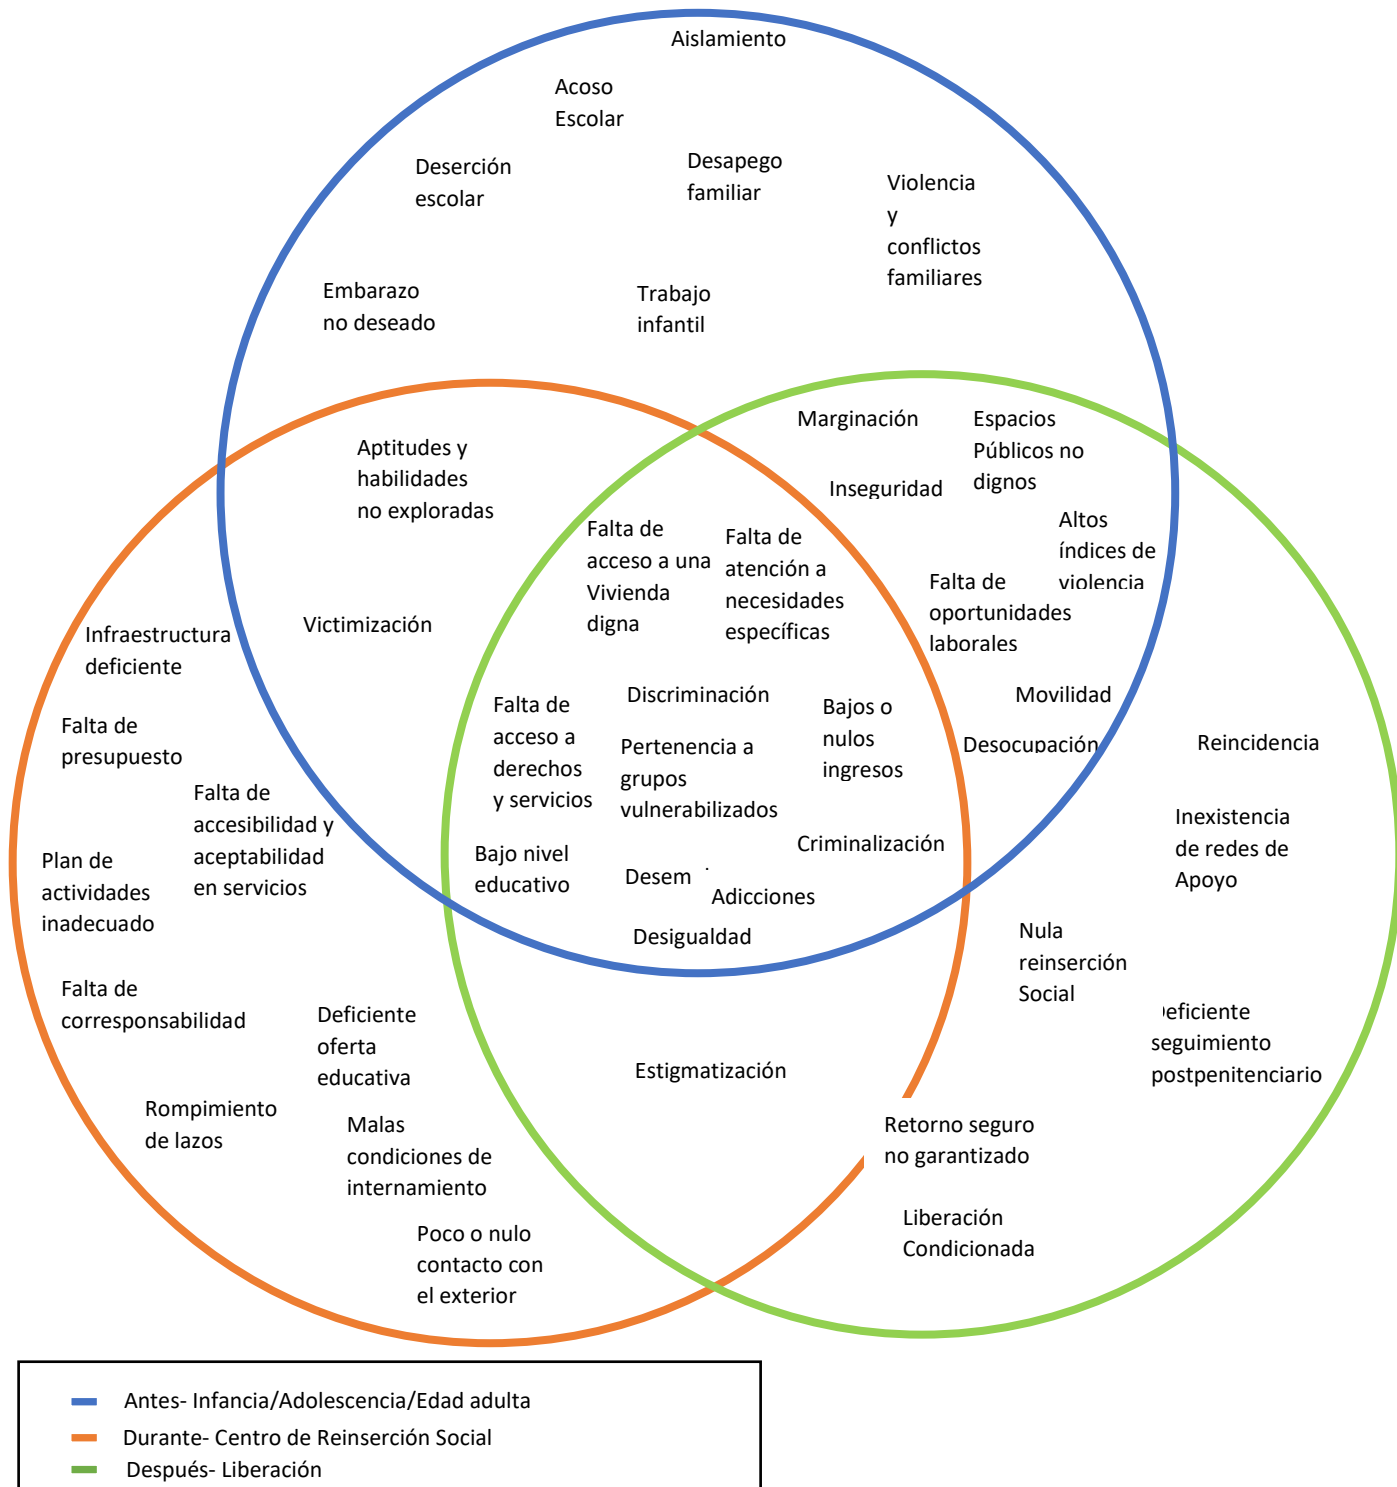 Aislamiento
Acoso
Escolar
Deserción
escolar
Desapego
familiar
Violencia
y
conflictos
familiares
Embarazo
no deseado
Trabajo
infantil
Marginación
Espacios
Públicos no
dignos
Aptitudes y
habilidades
no exploradas
Inseguridad
Altos
índices de
violencia
Falta de
acceso a una
Vivienda
digna
Falta de
atención a
necesidades
específicas
Falta de
oportunidades
laborales
Victimización
Infraestructura
deficiente
Discriminación
Movilidad
Falta de
acceso a
derechos
y servicios
Bajos o
nulos
ingresos
Falta de
presupuesto
Pertenencia a
grupos
vulnerabilizados
Desocupación
Reincidencia
Falta de
accesibilidad y
aceptabilidad
en servicios
Inexistencia
de redes de
Apoyo
Criminalización
Plan de
actividades
inadecuado
Bajo nivel
educativo
Desem
Adicciones
Desigualdad
Nula
reinserción
Social
Falta de
corresponsabilidad
Deficiente
oferta
educativa
eficiente
seguimiento
postpenitenciario
Estigmatización
Rompimiento
de lazos
Malas
condiciones de
internamiento
Retorno seguro
no garantizado
Poco o nulo
contacto con
el exterior
Liberación
Condicionada
Antes- Infancia/Adolescencia/Edad adulta
Durante- Centro de Reinserción Social
Después- Liberación